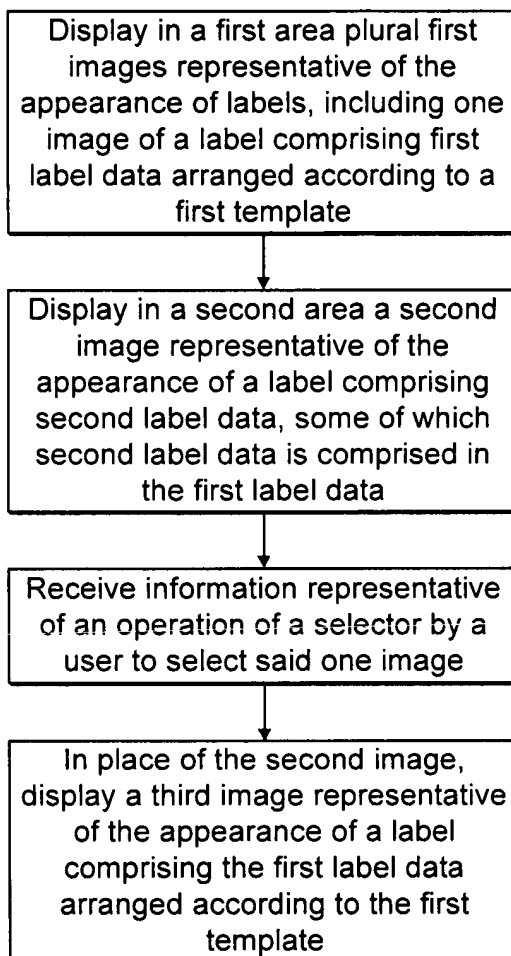 Display in a first area plural first
images representative of the
appearance of labels, including one
image of a label comprising first
label data arranged according to a
first template
Display in a second area a second
image representative of the
appearance of a label comprising
second label data, some of which
second label data is comprised in
the first label data
Receive information representative
of an operation of a selector by a
user to select said one image
In place of the second image,
display a third image representative
of the appearance of a label
comprising the first label data
arranged according to the first
template